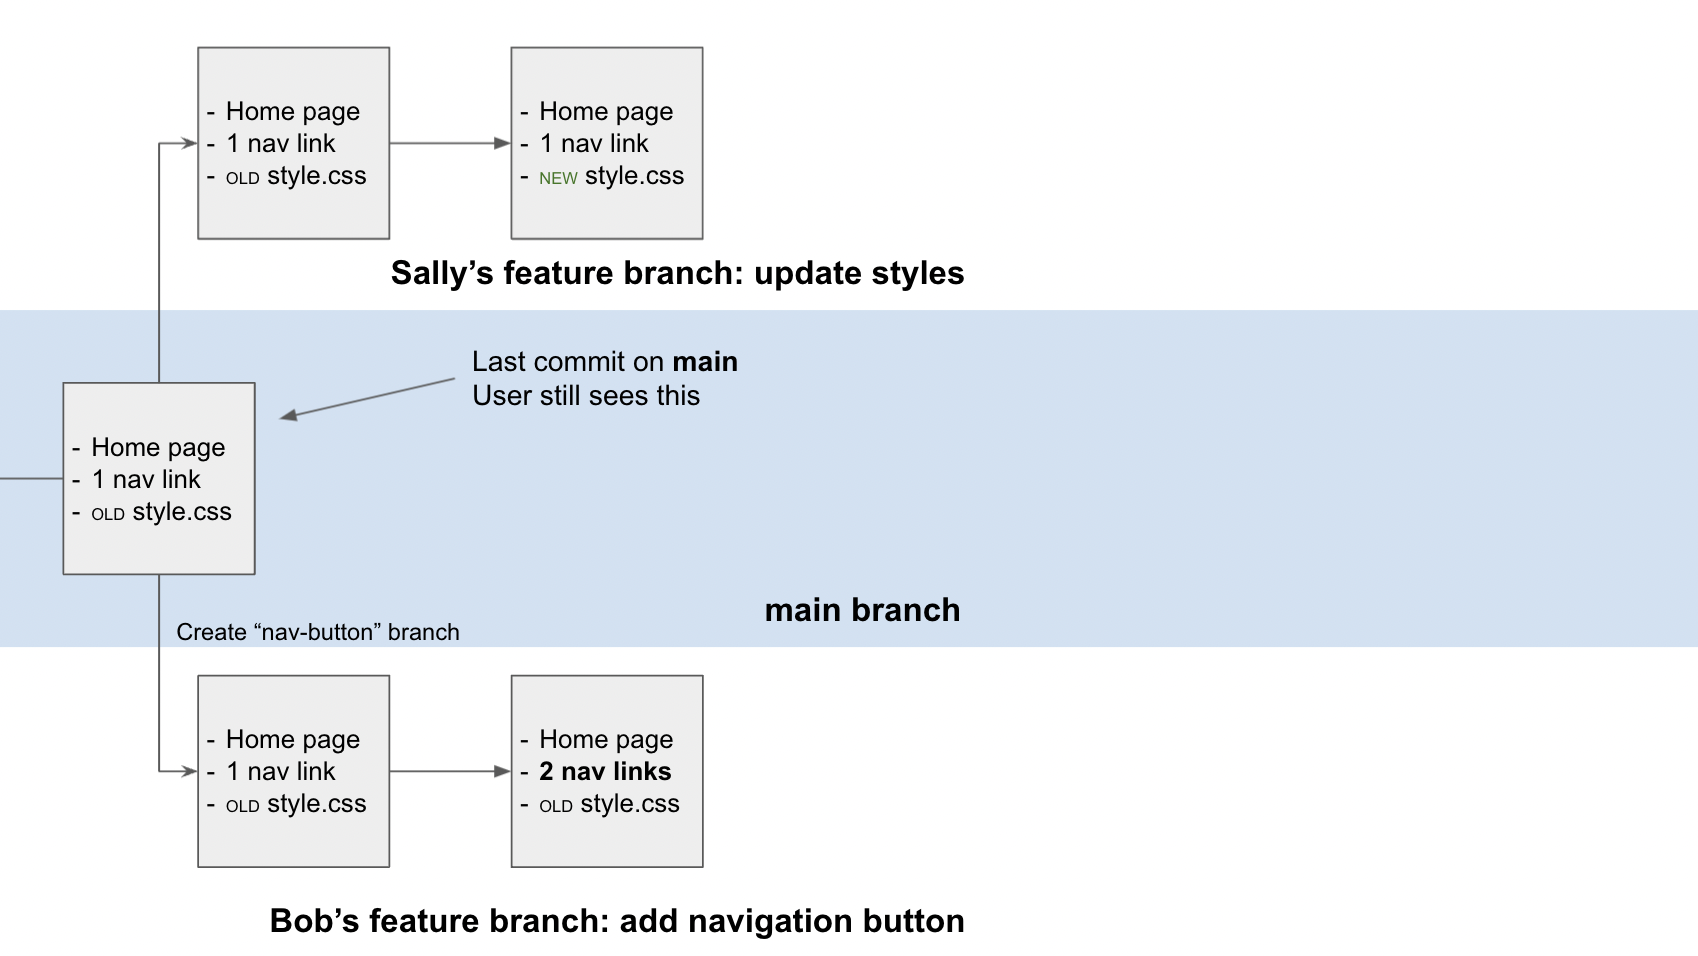 - Home page
- 1 nav link
- OLD style.css
- Home page
- 1 nav link
- NEW style.css
Sally’s feature branch: update styles
Last commit on main
User still sees this
- Home page
- 1 nav link
- OLD style.css
main branch
Create “nav-button” branch
- Home page
- 1 nav link
- OLD style.css
- Home page
- 2 nav links
- OLD style.css
Bob’s feature branch: add navigation button